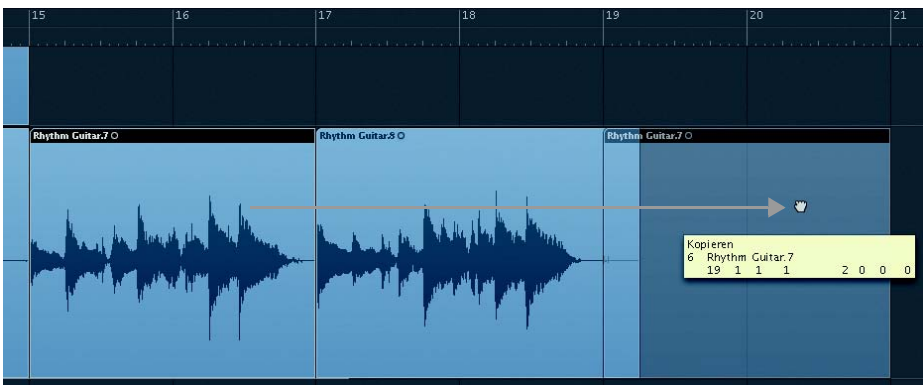 15 16 17 18 19 20 21
Rhythm Guitar.7 Rhythm Guitar.8 Rhythm Guitar.7
Kopieren
6 Rhythm Guitar.7
19 1 1 1 2 0 0 0